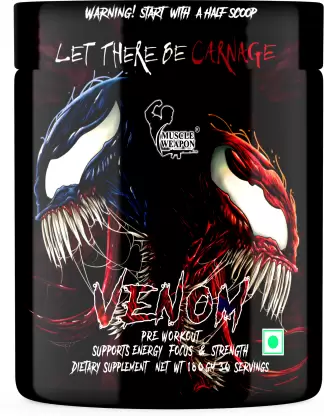 WARNING! START WITH A HALF SCOOP
LET THERE BE CARNAGE
MUSCLE
WEAPON
®
VENOM
PRE WORKOUT
SUPPORTS ENERGY FOCUS & STRENGTH
DIETARY SUPPLEMENT NET WT 180 GM 30 SERVINGS